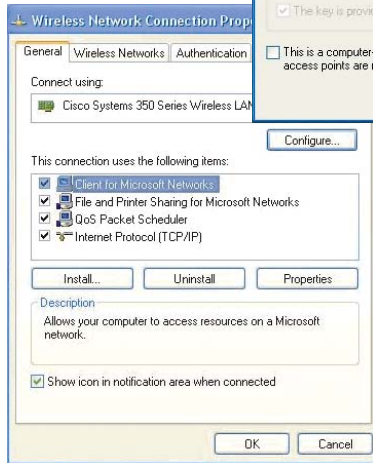 Wireless Network Connection Prop
The key is provi
This is a computer-
access points are
General Wireless Networks Authentication
Connect using:
Cisco Systems 350 Series Wireless LAN
Configure...
This connection uses the following items:
Client for Microsoft Networks
File and Printer Sharing for Microsoft Networks
QoS Packet Scheduler
Internet Protocol (TCP/IP)
Install... Uninstall Properties
Description
Allows your computer to access resources on a Microsoft
network.
Show icon in notification area when connected
OK Cancel